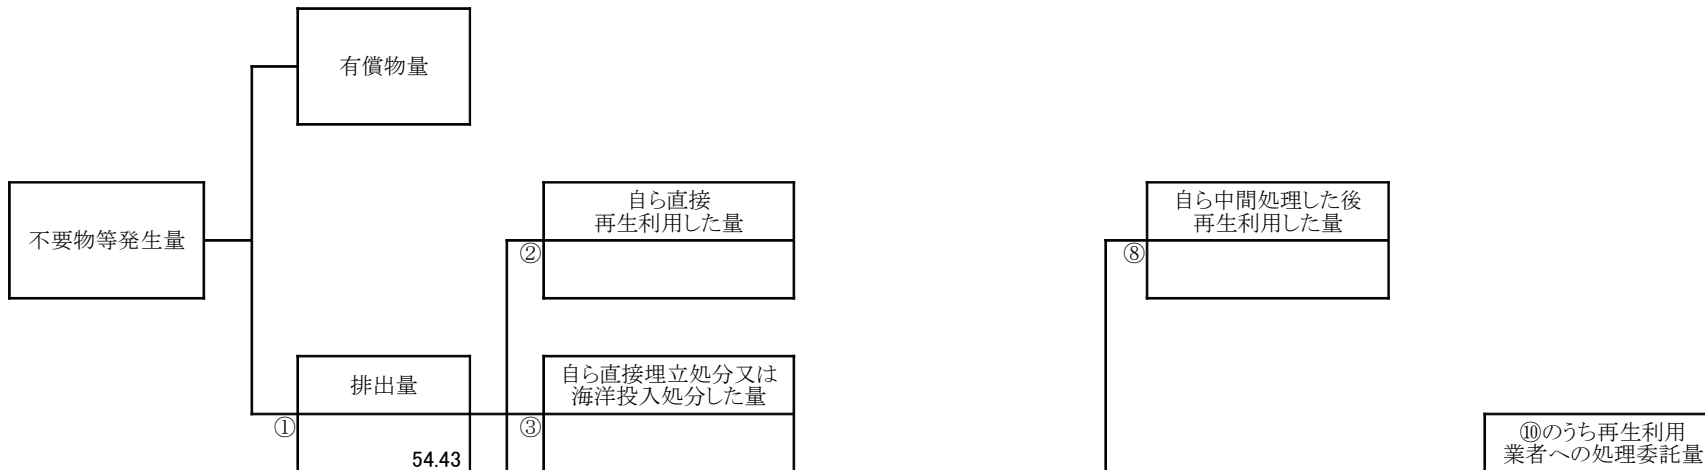 有償物量
不要物等発生量
自ら直接
再生利用した量
②
自ら中間処理した後
再生利用した量
⑧
排出量
①
54.43
自ら直接埋立処分又は
海洋投入処分した量
③
⑩のうち再生利用
業者への処理委託量